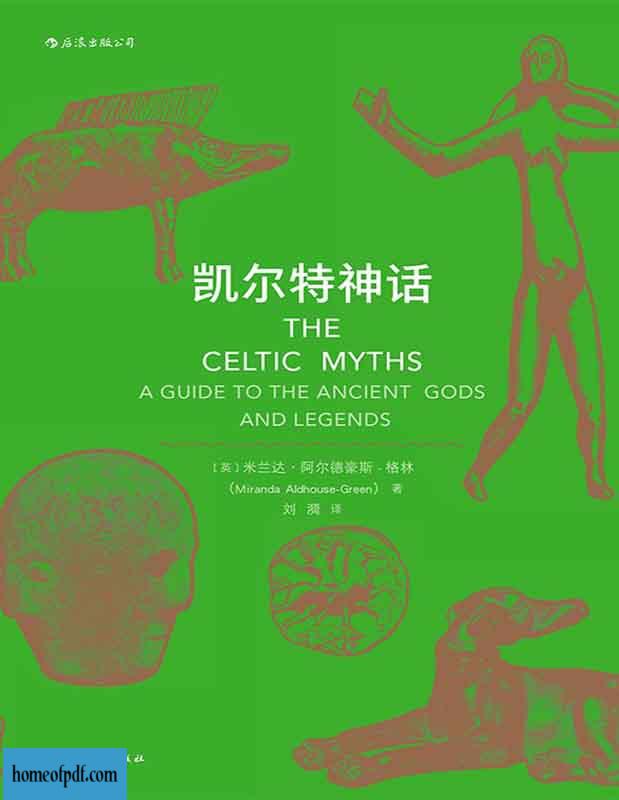 后浪出版公司
凯尔特神话
THE
CELTIC MYTHS
A GUIDE TO THE ANCIENT GODS
AND LEGENDS
［英］米兰达·阿尔德豪斯-格林
（Miranda Aldhouse-Green） 著
刘漪 译
版社
homeofpdf.com